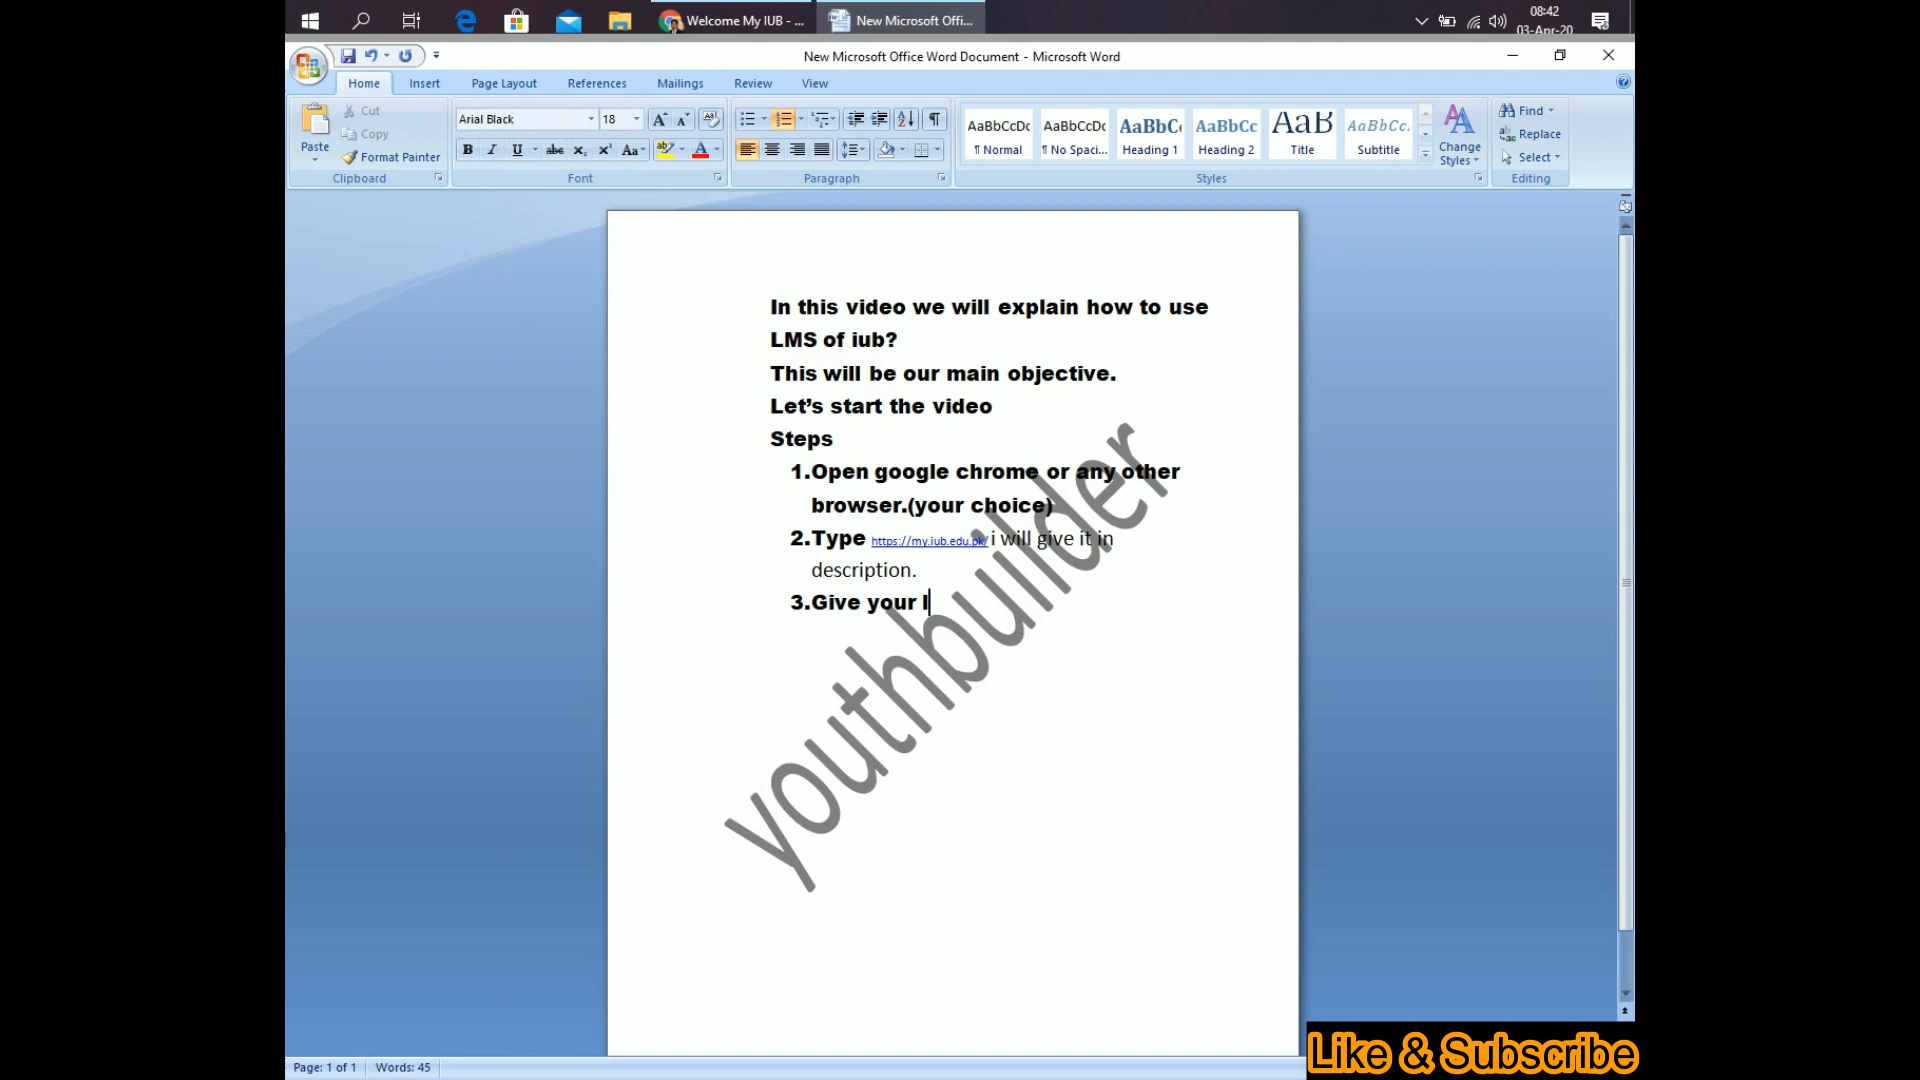 Welcome My IUB - ...
New Microsoft Offi...
08:42
03-Apr-20
New Microsoft Office Word Document - Microsoft Word
Home Insert Page Layout References Mailings Review View
Paste
Cut
Copy
Format Painter
Clipboard
Arial Black 18
Font
Paragraph
AaBbCcDc AaBbCcDc AaBbC AaBbCc AaB AaBbCc.
¶ Normal ¶ No Spaci... Heading 1 Heading 2 Title Subtitle
Change
Styles
Styles
Find
Replace
Select
Editing
In this video we will explain how to use
LMS of iub?
This will be our main objective.
Let's start the video
Steps
1.Open google chrome or any other
browser.(your choice)
2.Type https://my.iub.edu.pk/ i will give it in
description.
3.Give your I
youthbuilder
Page: 1 of 1 Words: 45
Like & Subscribe